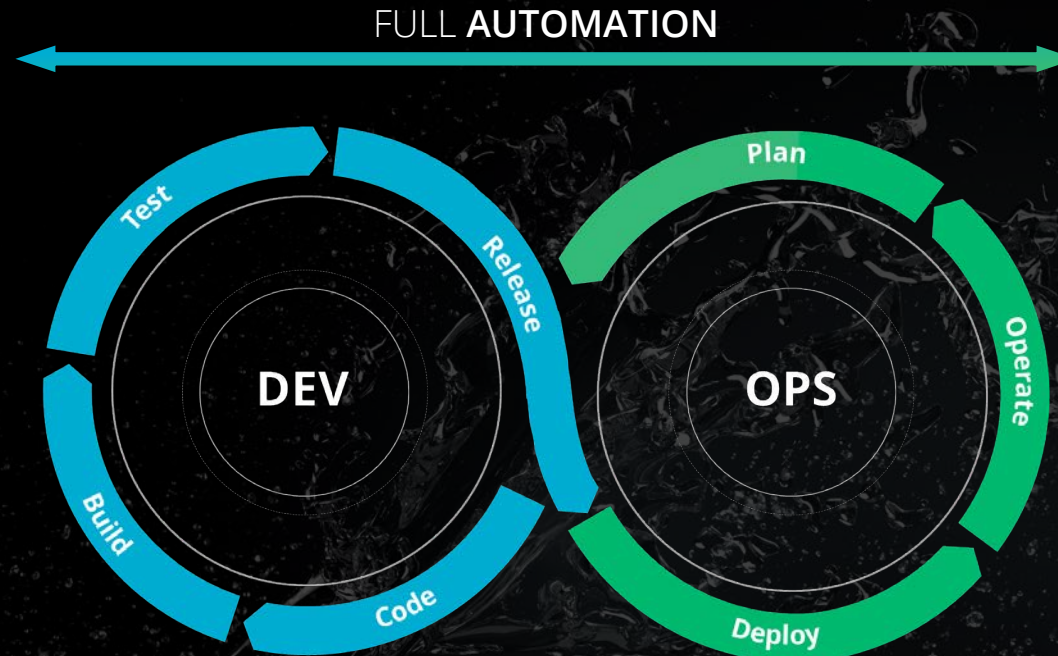 FULL AUTOMATION
Test
Release
Build
Code
DEV
Plan
Operate
Deploy
OPS